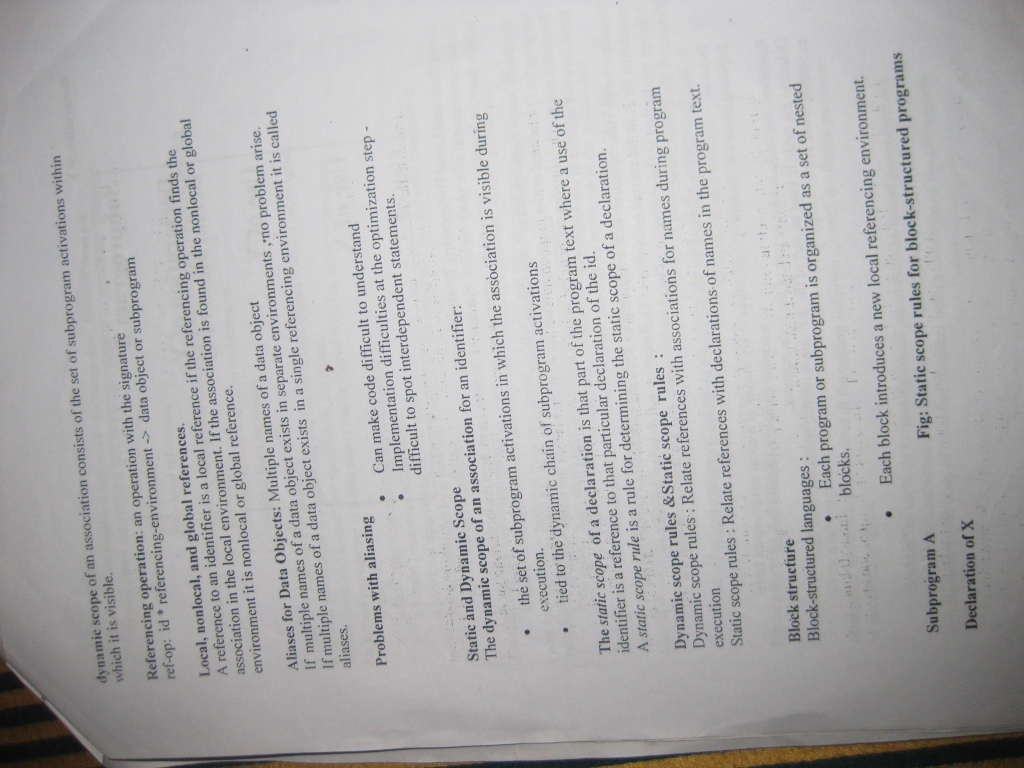 dynamic scope of an association consists of the set of subprogram activations within
which it is visible.
Referencing operation: an operation with the signature
ref-op: id * referencing-environment -> data object or subprogram
Local, nonlocal, and global references.
A reference to an identifier is a local reference if the referencing operation finds the
association in the local environment. If the association is found in the nonlocal or global
environment it is nonlocal or global reference.
Aliases for Data Objects: Multiple names of a data object
If multiple names of a data object exists in separate environments ; no problem arise.
If multiple names of a data object exists in a single referencing environment it is called
aliases.
Problems with aliasing
• Can make code difficult to understand
• Implementation difficulties at the optimization step -
difficult to spot interdependent statements.
Static and Dynamic Scope
The dynamic scope of an association for an identifier:
• the set of subprogram activations in which the association is visible during
execution.
• tied to the dynamic chain of subprogram activations
The static scope of a declaration is that part of the program text where a use of the
identifier is a reference to that particular declaration of the id.
A static scope rule is a rule for determining the static scope of a declaration.
Dynamic scope rules &Static scope rules :
Dynamic scope rules : Relate references with associations for names during program
execution
Static scope rules : Relate references with declarations of names in the program text.
Block structure
Block-structured languages :
• Each program or subprogram is organized as a set of nested
blocks.
• Each block introduces a new local referencing environment.
Fig: Static scope rules for block-structured programs
Subprogram A
Declaration of X